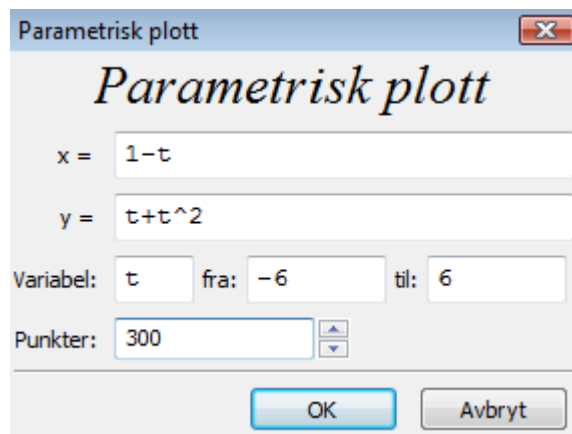 Parametrisk plott
Parametrisk plott
x = 1-t
y = t+t^2
Variabel: t fra: -6 til: 6
Punkter: 300
OK Avbryt